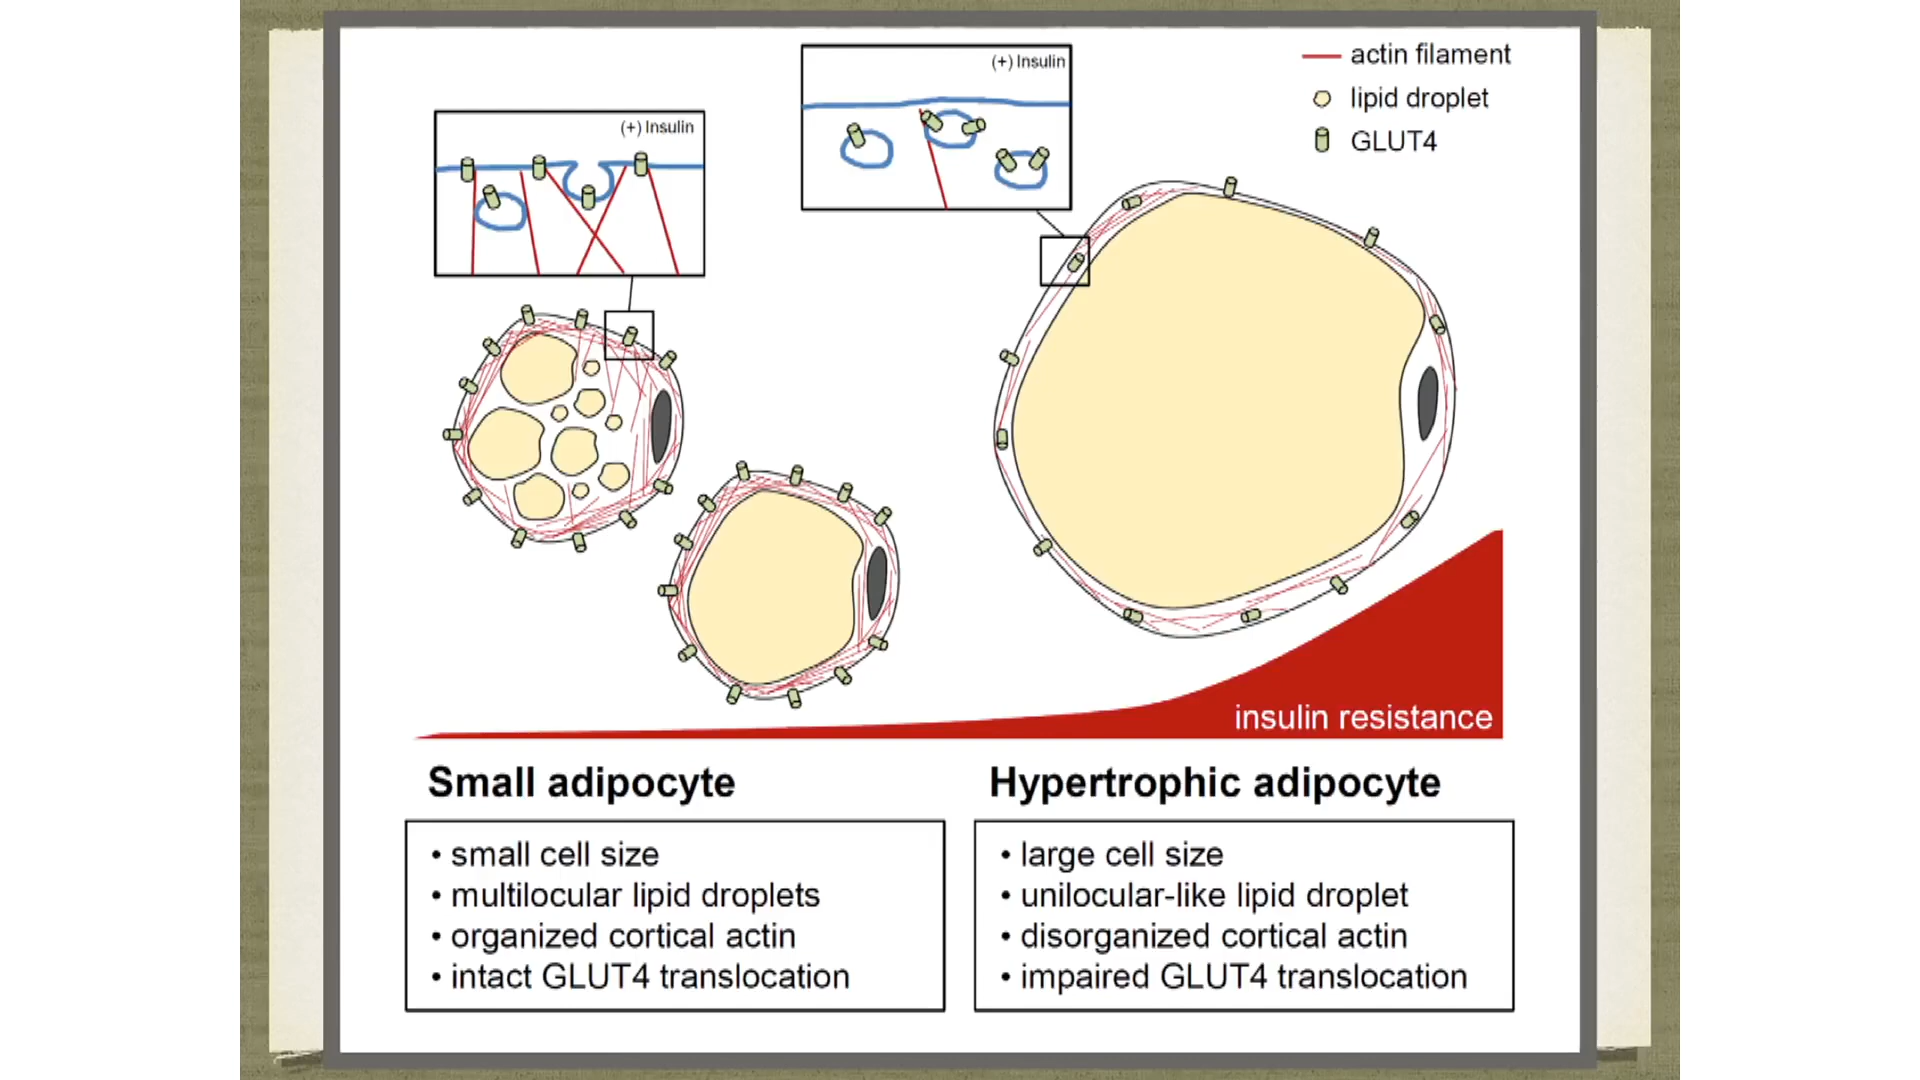 (+) Insulin
(+) Insulin
actin filament
lipid droplet
GLUT4
insulin resistance
Small adipocyte
• small cell size
• multilocular lipid droplets
• organized cortical actin
• intact GLUT4 translocation
Hypertrophic adipocyte
• large cell size
• unilocular-like lipid droplet
• disorganized cortical actin
• impaired GLUT4 translocation